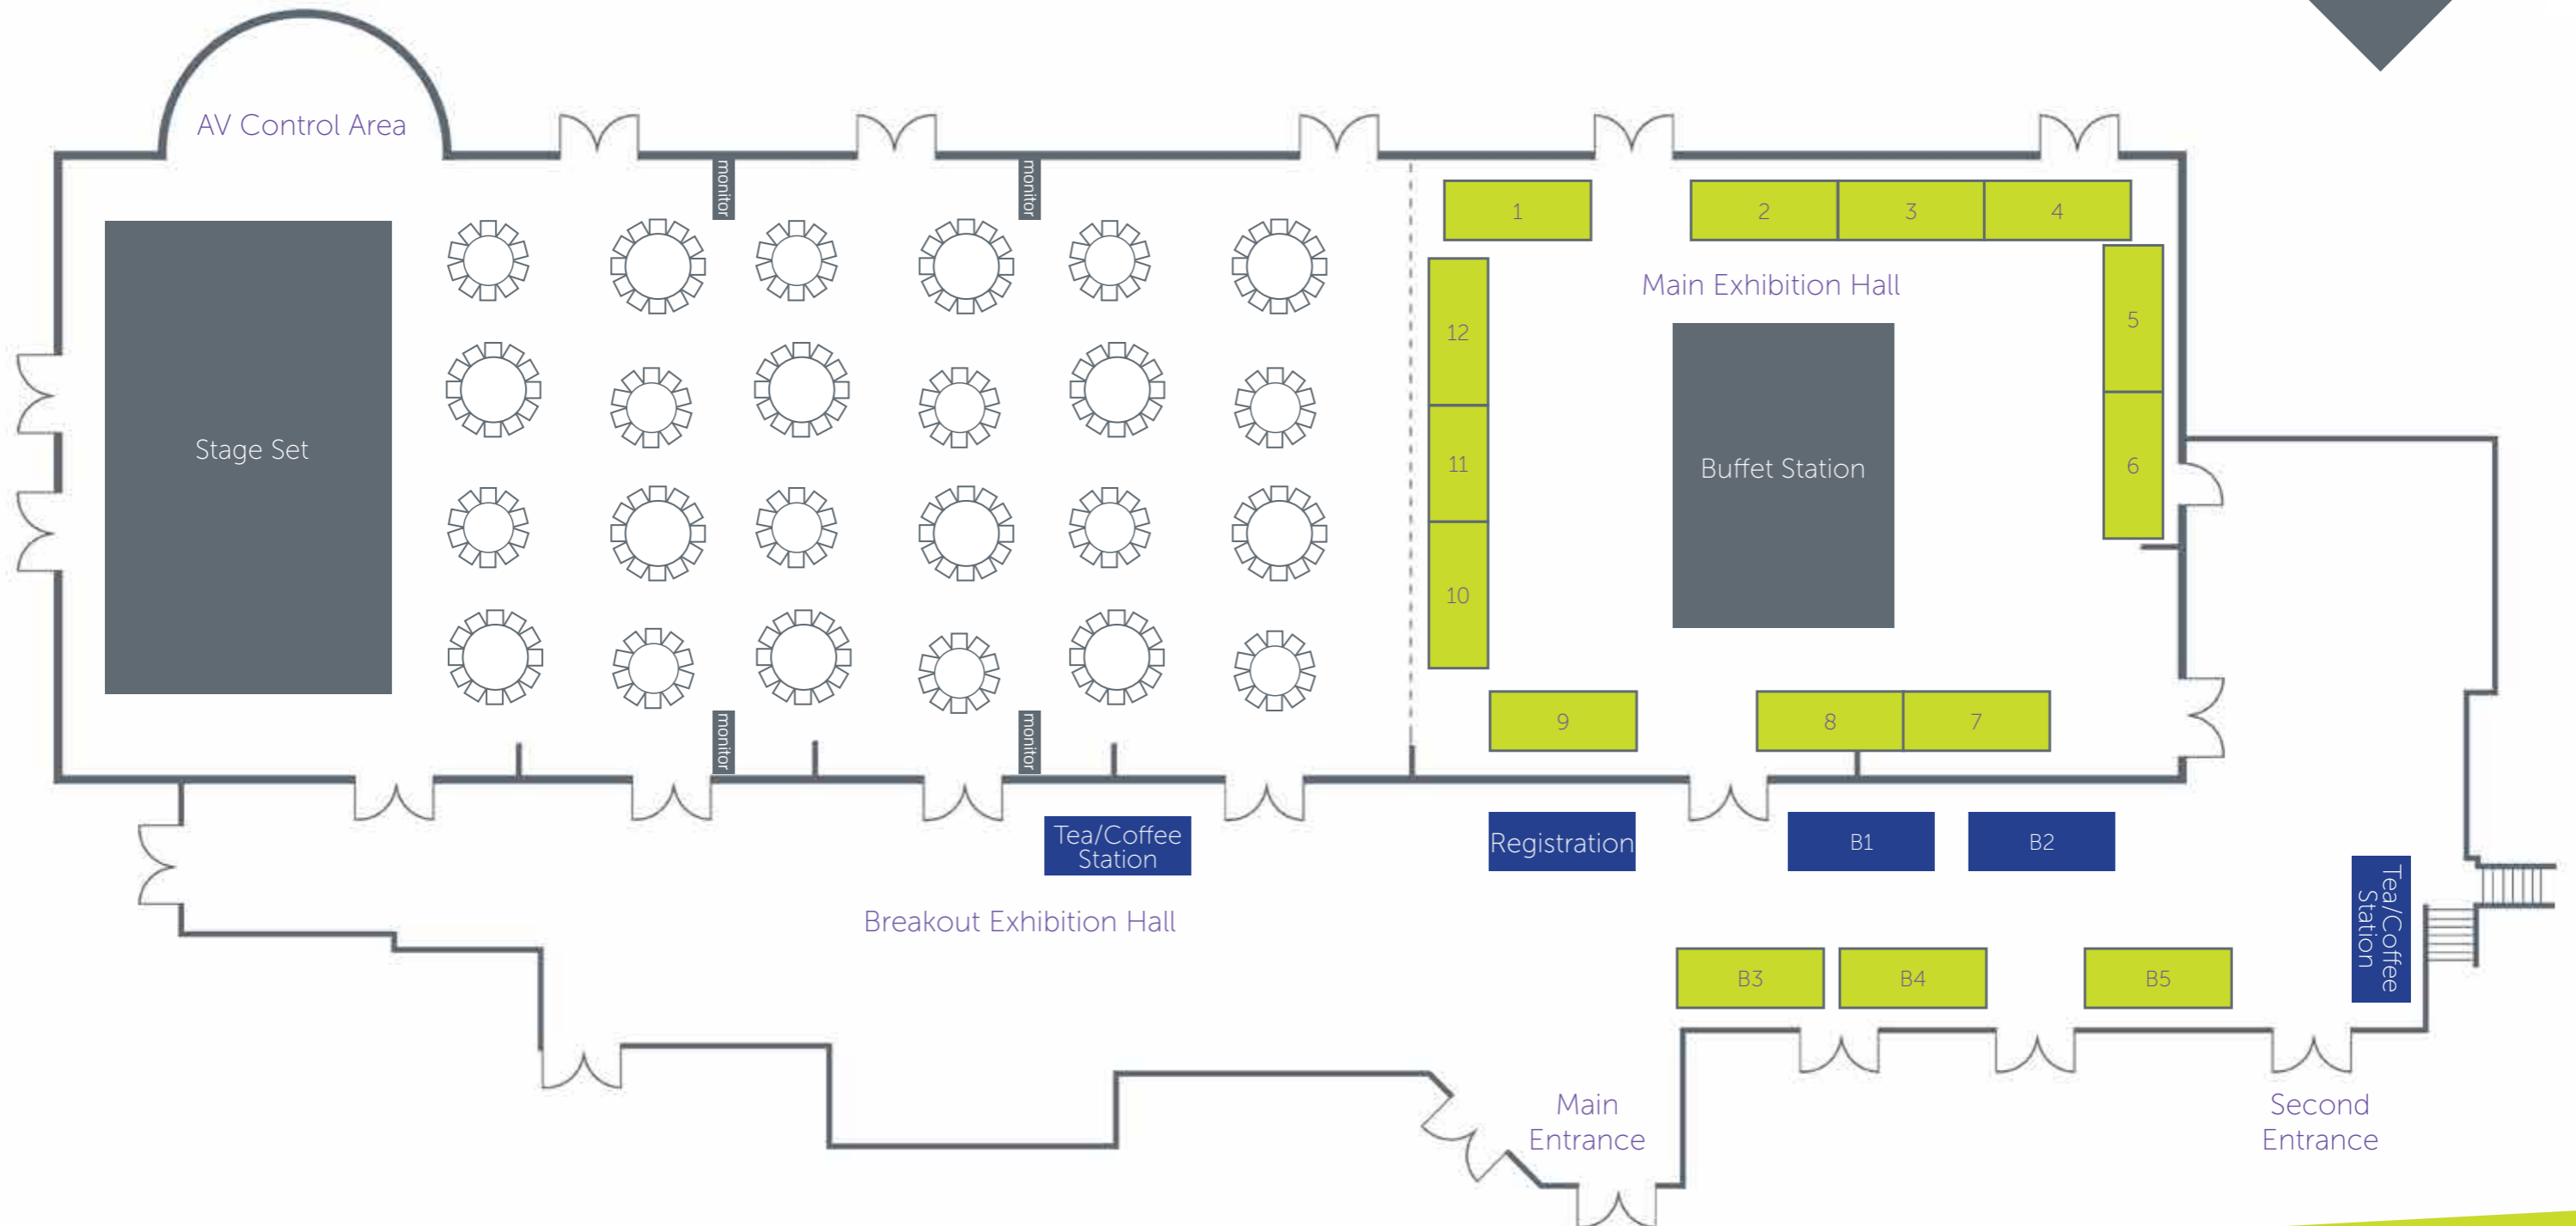 AV Control Area
monitor
monitor
1
2
3
4
Main Exhibition Hall
5
12
Stage Set
11
Buffet Station
6
10
monitor
monitor
9
8
7
Tea/Coffee
Station
Registration
B1
B2
Tea/Coffee
Station
Breakout Exhibition Hall
B3
B4
B5
Main
Entrance
Second
Entrance